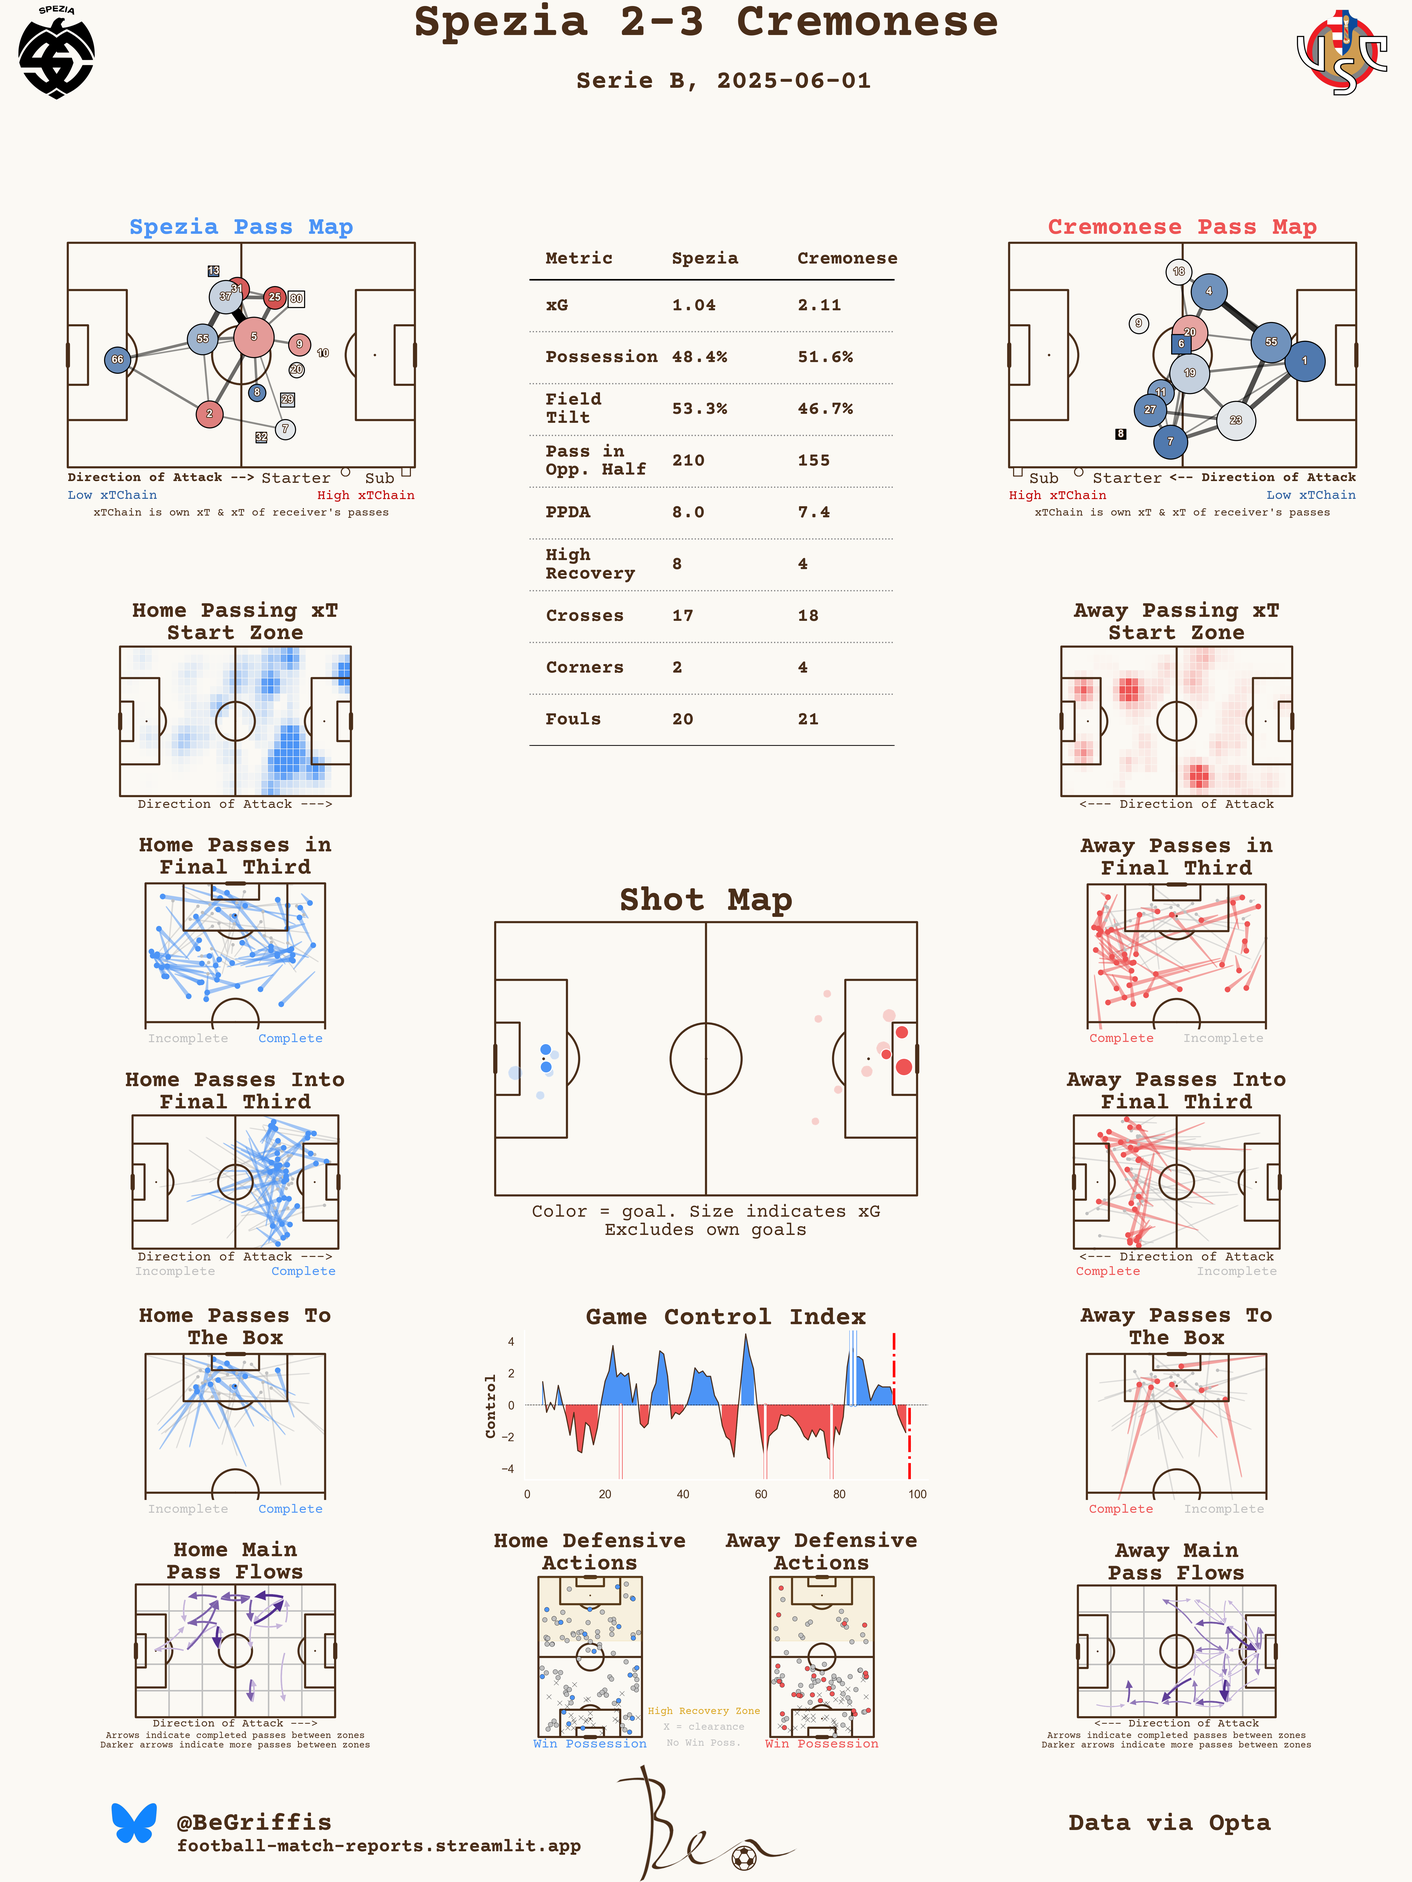 SPEZIA
Spezia 2-3 Cremonese
Serie B, 2025-06-01
USC
Spezia Pass Map
13
31
37
25
80
55
5
9
10
66
20
8
29
2
7
32
Direction of Attack --> Starter Sub
Low xTChain High xTChain
xTChain is own xT & xT of receiver's passes
Metric Spezia Cremonese
xG 1.04 2.11
Possession 48.4% 51.6%
Field
Tilt 53.3% 46.7%
Pass in
Opp. Half 210 155
PPDA 8.0 7.4
High
Recovery 8 4
Crosses 17 18
Corners 2 4
Fouls 20 21
Cremonese Pass Map
18
4
9
20
6
55
1
19
11
27
23
8
7
Sub Starter <-- Direction of Attack
High xTChain Low xTChain
xTChain is own xT & xT of receiver's passes
Home Passing xT
Start Zone
Direction of Attack --->
Away Passing xT
Start Zone
<--- Direction of Attack
Home Passes in
Final Third
Incomplete Complete
Away Passes in
Final Third
Complete Incomplete
Shot Map
Color = goal. Size indicates xG
Excludes own goals
Home Passes Into
Final Third
Direction of Attack --->
Incomplete Complete
Away Passes Into
Final Third
<--- Direction of Attack
Complete Incomplete
Home Passes To
The Box
Incomplete Complete
Game Control Index
Control
4
2
0
−2
−4
0 20 40 60 80 100
Away Passes To
The Box
Complete Incomplete
Home Main
Pass Flows
Direction of Attack --->
Arrows indicate completed passes between zones
Darker arrows indicate more passes between zones
Home Defensive
Actions
Win Possession
Away Defensive
Actions
Win Possession
High Recovery Zone
X = clearance
No Win Poss.
Away Main
Pass Flows
<--- Direction of Attack
Arrows indicate completed passes between zones
Darker arrows indicate more passes between zones
@BeGriffis
football-match-reports.streamlit.app
Ben
Data via Opta